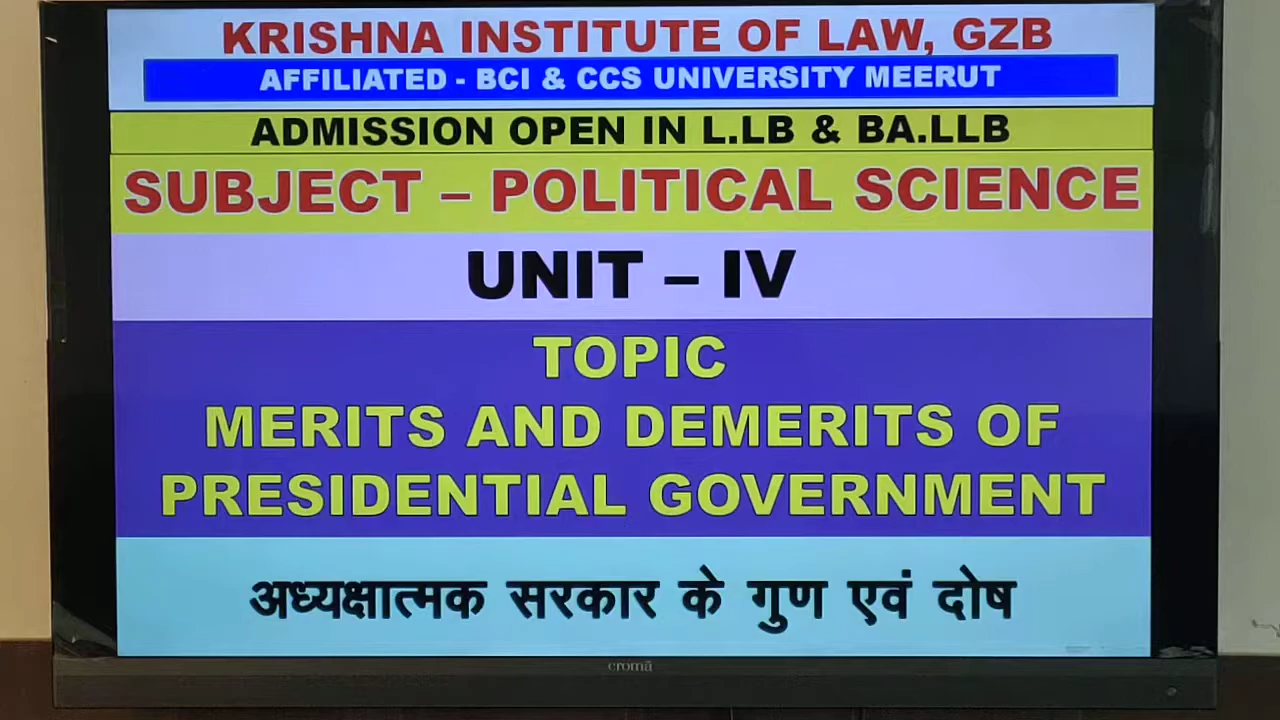 KRISHNA INSTITUTE OF LAW, GZB
AFFILIATED - BCI & CCS UNIVERSITY MEERUT
ADMISSION OPEN IN L.LB & BA.LLB
SUBJECT – POLITICAL SCIENCE
UNIT – IV
TOPIC
MERITS AND DEMERITS OF
PRESIDENTIAL GOVERNMENT
अध्यक्षात्मक सरकार के गुण एवं दोष
croma